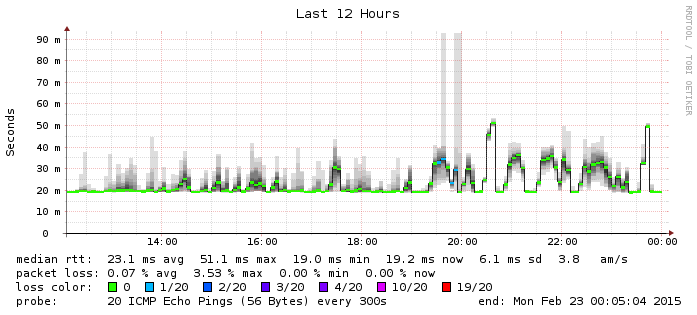 Last 12 Hours
RRDTOOL / TOBI OETIKER
Seconds
90 m
80 m
70 m
60 m
50 m
40 m
30 m
20 m
10 m
0
14:00 16:00 18:00 20:00 22:00 00:00
median rtt: 23.1 ms avg 51.1 ms max 19.0 ms min 19.2 ms now 6.1 ms sd 3.8 am/s
packet loss: 0.07 % avg 3.53 % max 0.00 % min 0.00 % now
loss color: 0 1/20 2/20 3/20 4/20 10/20 19/20
probe: 20 ICMP Echo Pings (56 Bytes) every 300s end: Mon Feb 23 00:05:04 2015